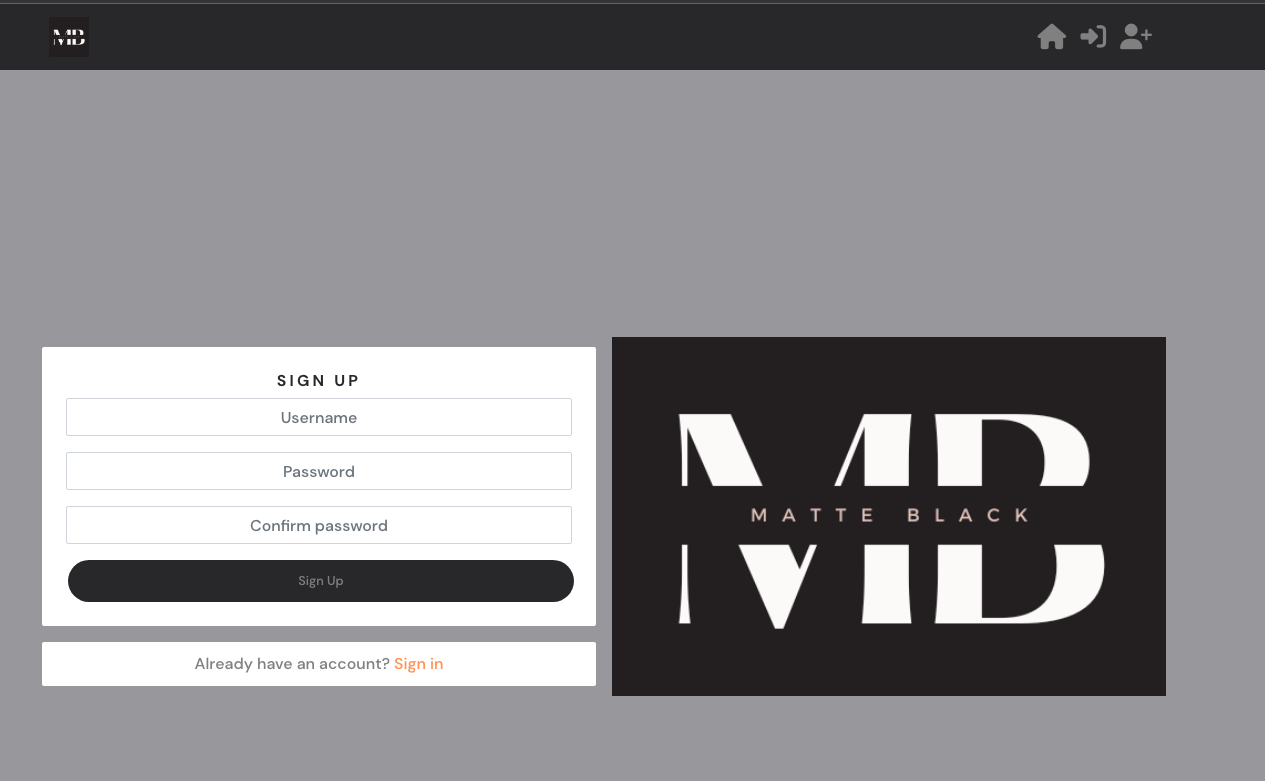 MB
SIGN UP
Username
Password
Confirm password
Sign Up
Already have an account? Sign in
MB
MATTE BLACK